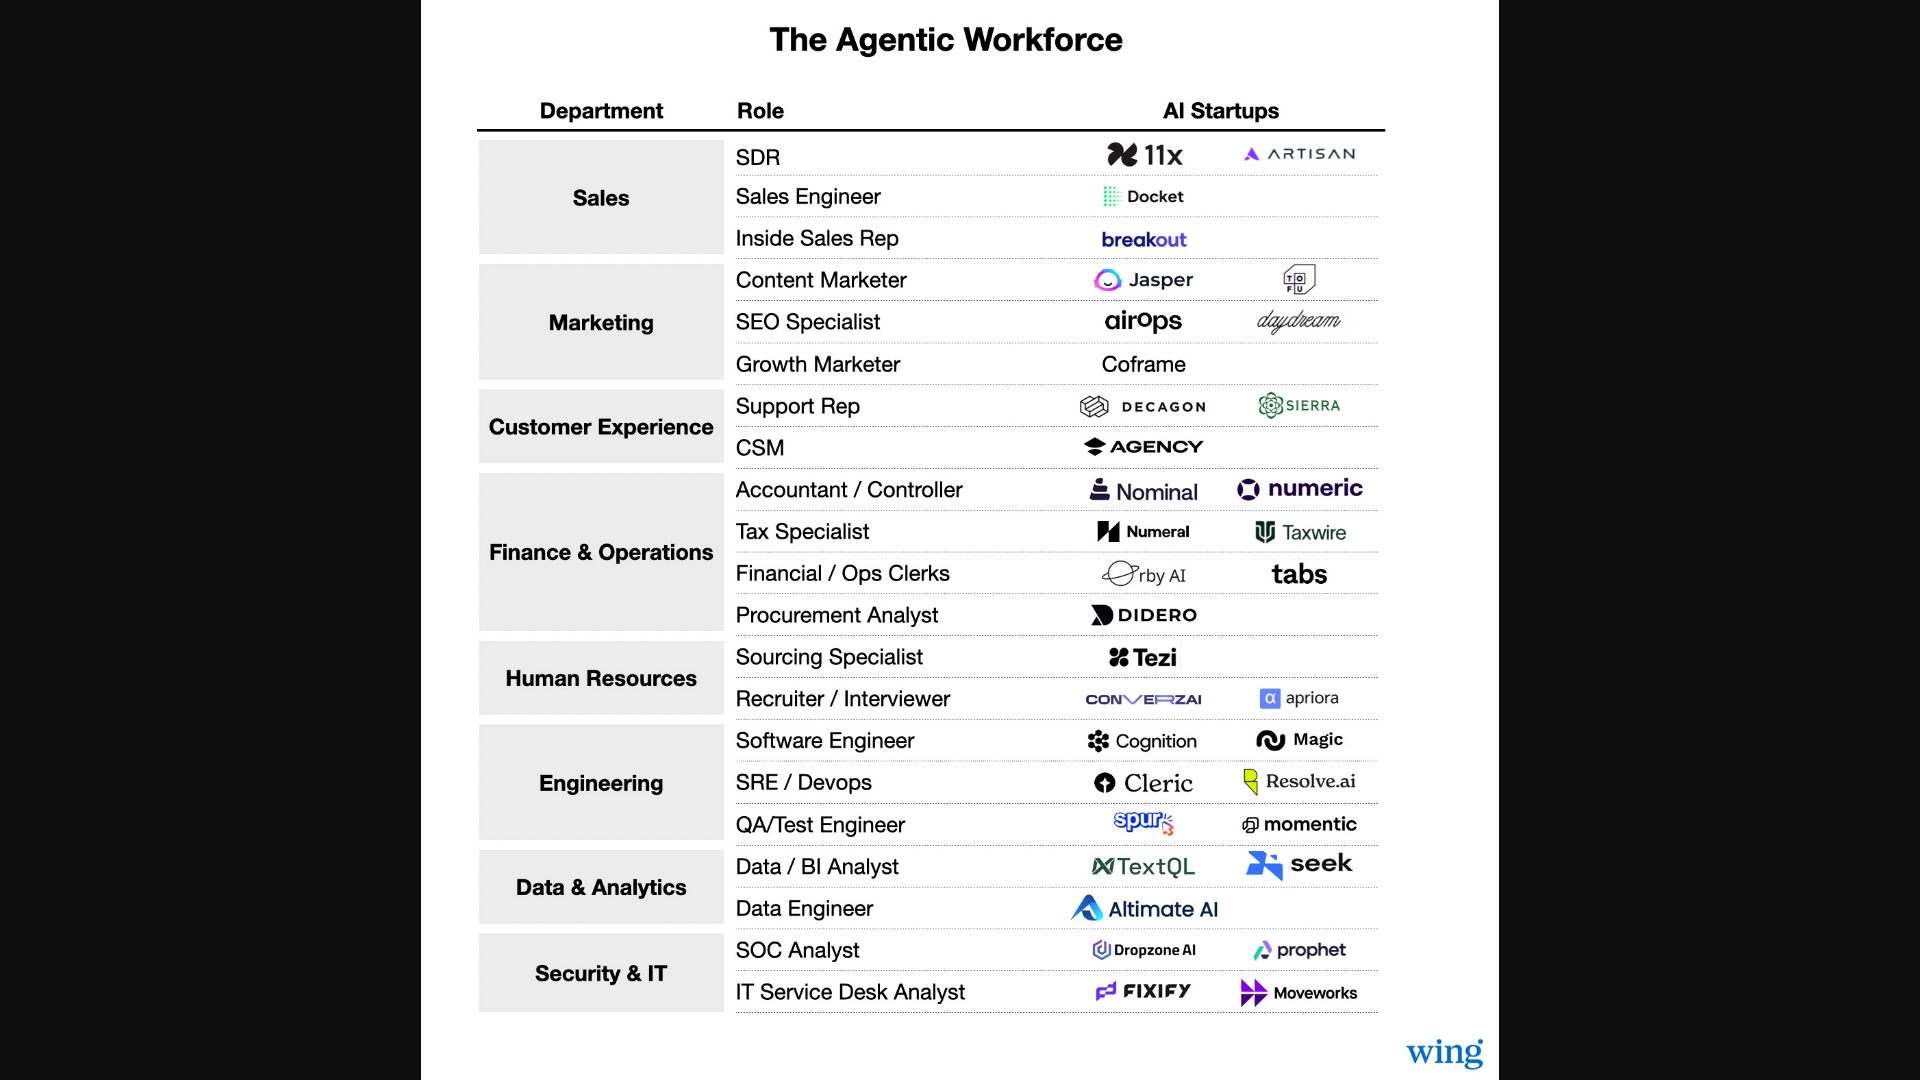 The Agentic Workforce
Department Role AI Startups
Sales
SDR 11x ARTISAN
Sales Engineer Docket
Inside Sales Rep breakout
Marketing
Content Marketer Jasper TOFU
SEO Specialist airOps daydream
Growth Marketer Coframe
Customer Experience
Support Rep DECAGON SIERRA
CSM AGENCY
Finance & Operations
Accountant / Controller Nominal numeric
Tax Specialist Numeral Taxwire
Financial / Ops Clerks Orby AI tabs
Procurement Analyst DIDERO
Human Resources
Sourcing Specialist Tezi
Recruiter / Interviewer CONVERZAI α apriora
Engineering
Software Engineer Cognition Magic
SRE / Devops Cleric Resolve.ai
QA/Test Engineer spur momentic
Data & Analytics
Data / BI Analyst TextQL seek
Data Engineer Altimate AI
Security & IT
SOC Analyst Dropzone AI prophet
IT Service Desk Analyst FIXIFY Moveworks
wing